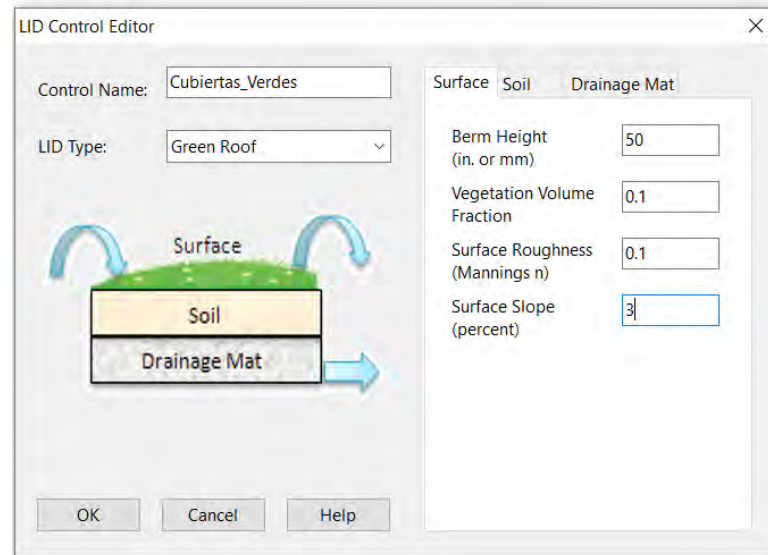 LID Control Editor
Control Name: Cubiertas_Verdes
LID Type: Green Roof
Surface
Soil
Drainage Mat
OK Cancel Help
Surface Soil Drainage Mat
Berm Height 50
(in. or mm)
Vegetation Volume 0.1
Fraction
Surface Roughness 0.1
(Mannings n)
Surface Slope 3
(percent)